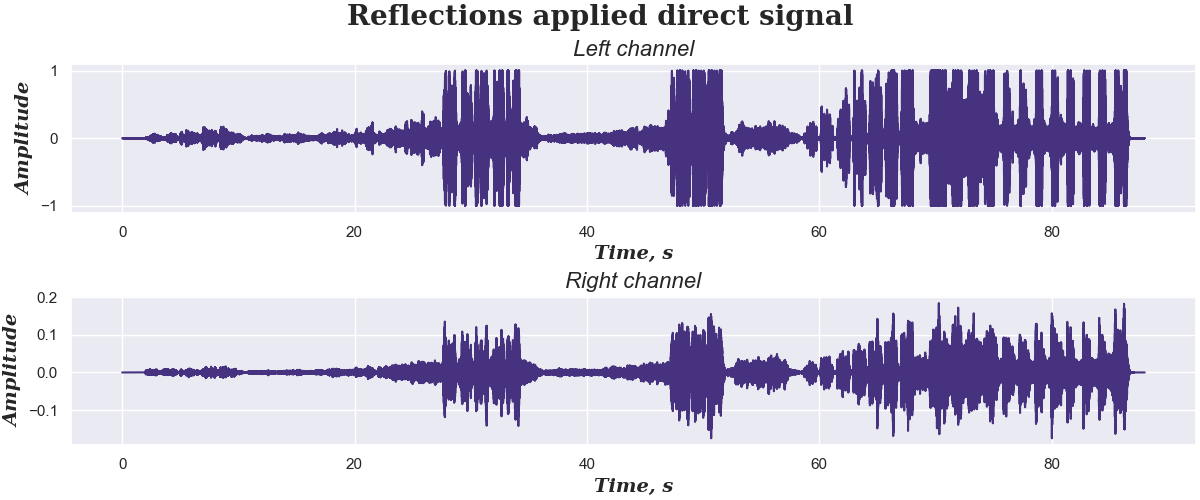 Reflections applied direct signal
Left channel
Amplitude
1
0
−1
0 20 40 60 80
Time, s
Right channel
Amplitude
0.2
0.1
0.0
−0.1
0 20 40 60 80
Time, s